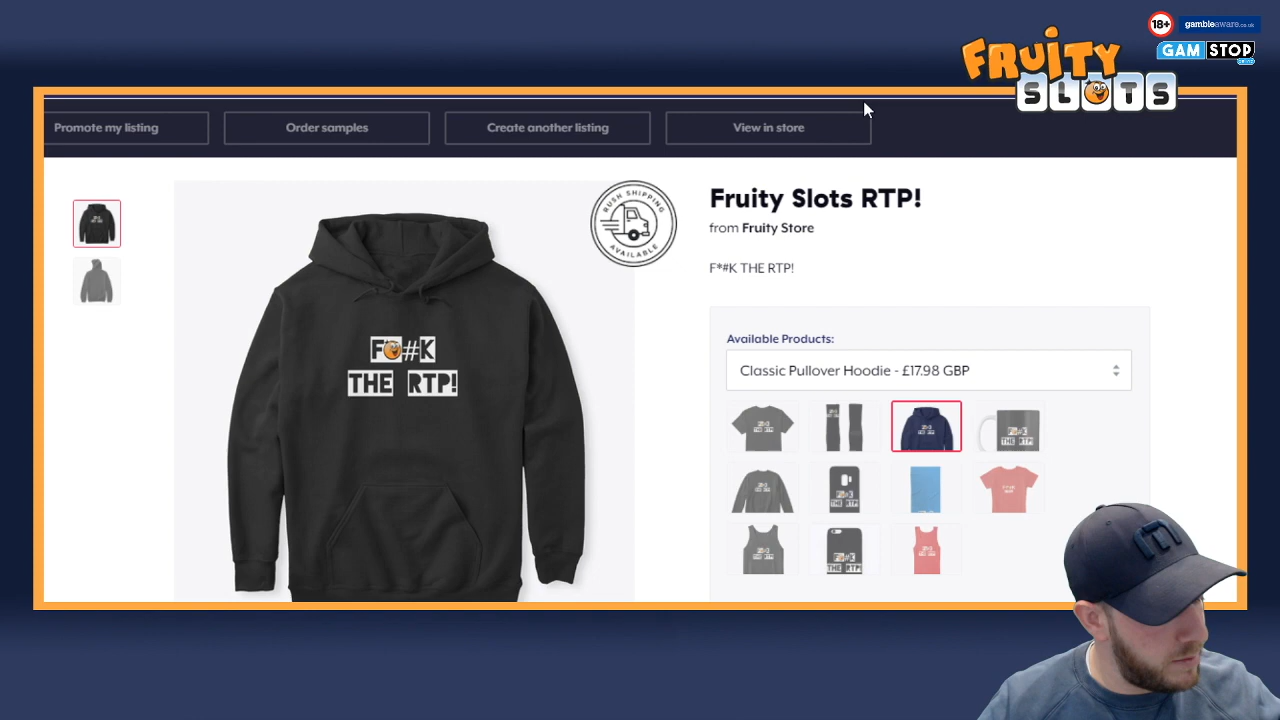 18+
gambleaware.co.uk
GAMSTOP
FRUITY
SLOTS
Promote my listing
Order samples
Create another listing
View in store
RUSH SHIPPING
AVAILABLE
Fruity Slots RTP!
from Fruity Store
F*#K THE RTP!
F#K
THE RTP!
Available Products:
Classic Pullover Hoodie - £17.98 GBP